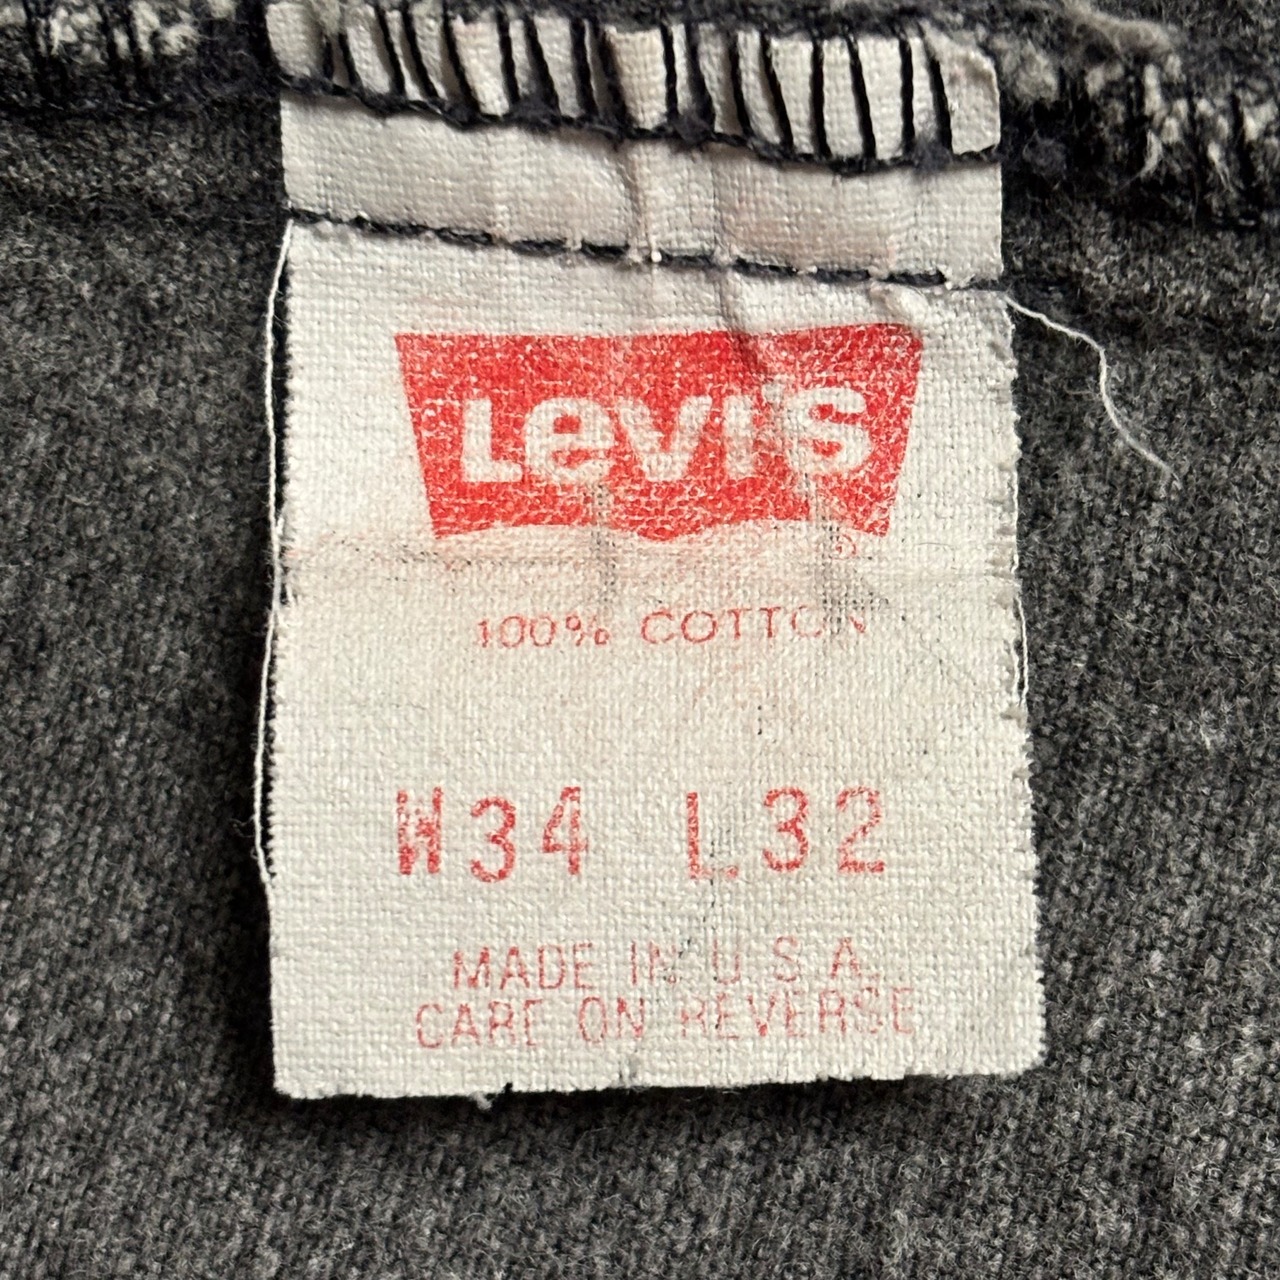 Levi's
®
100% COTTON
W34 L32
MADE IN U.S.A.
CARE ON REVERSE